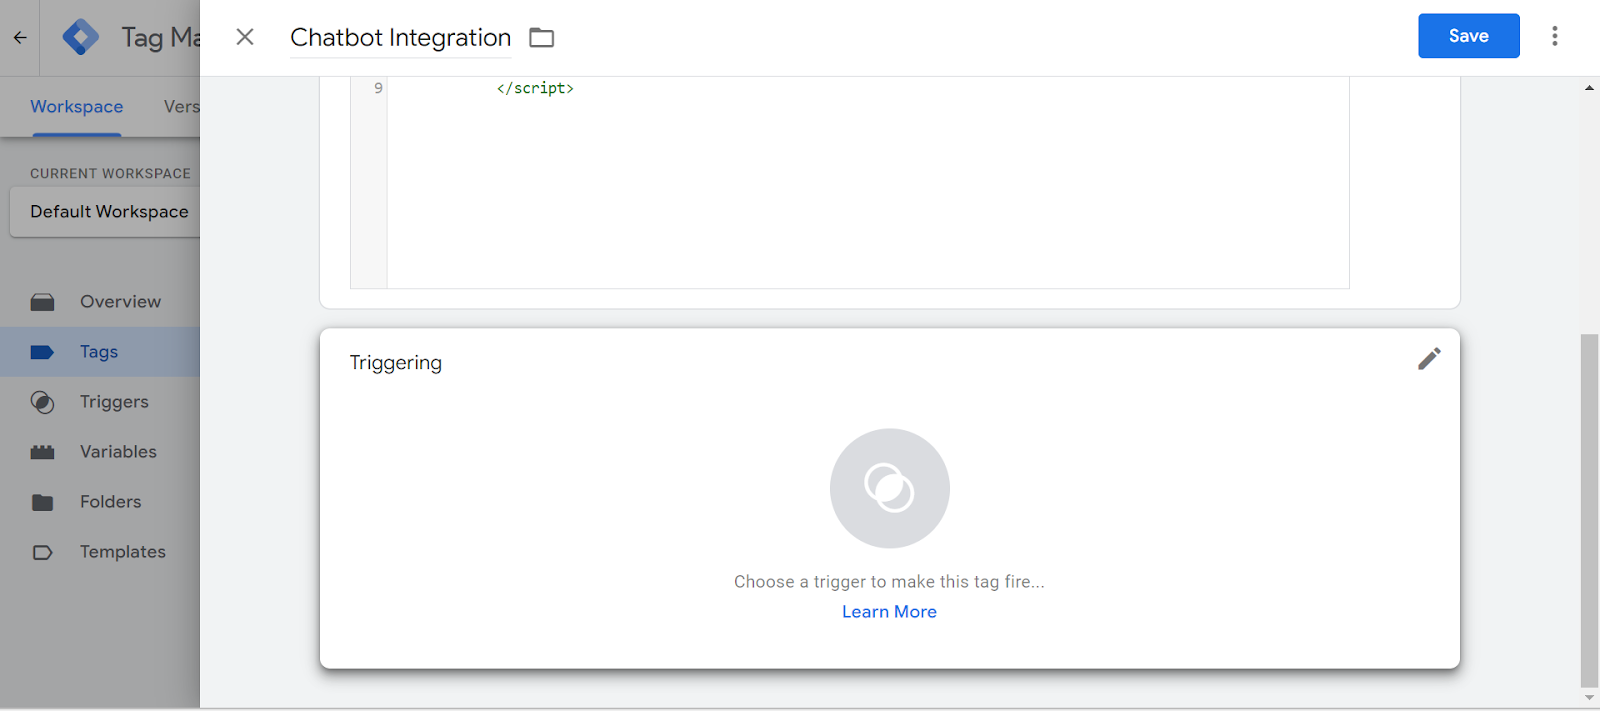 Tag Ma
Chatbot Integration
Save
Workspace
Vers
9
</script>
CURRENT WORKSPACE
Default Workspace
Overview
Tags
Triggers
Variables
Folders
Templates
Triggering
Choose a trigger to make this tag fire...
Learn More